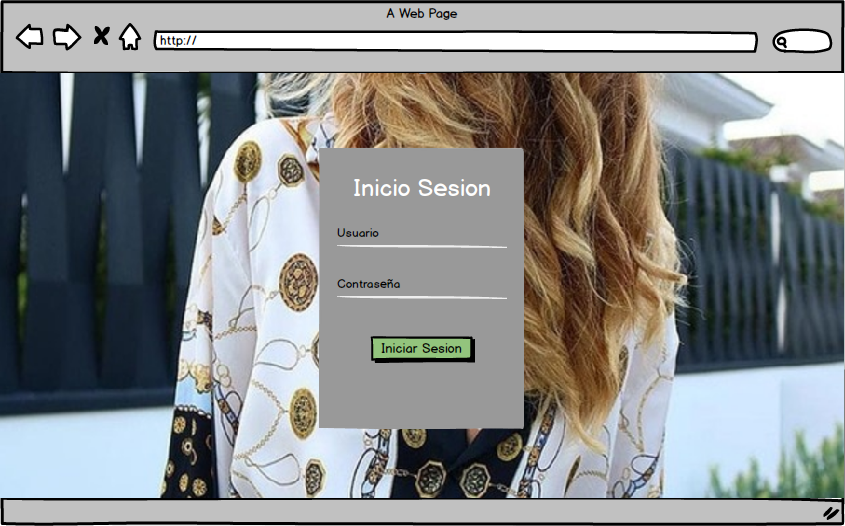 A Web Page
http://
Inicio Sesion
Usuario
Contraseña
Iniciar Sesion